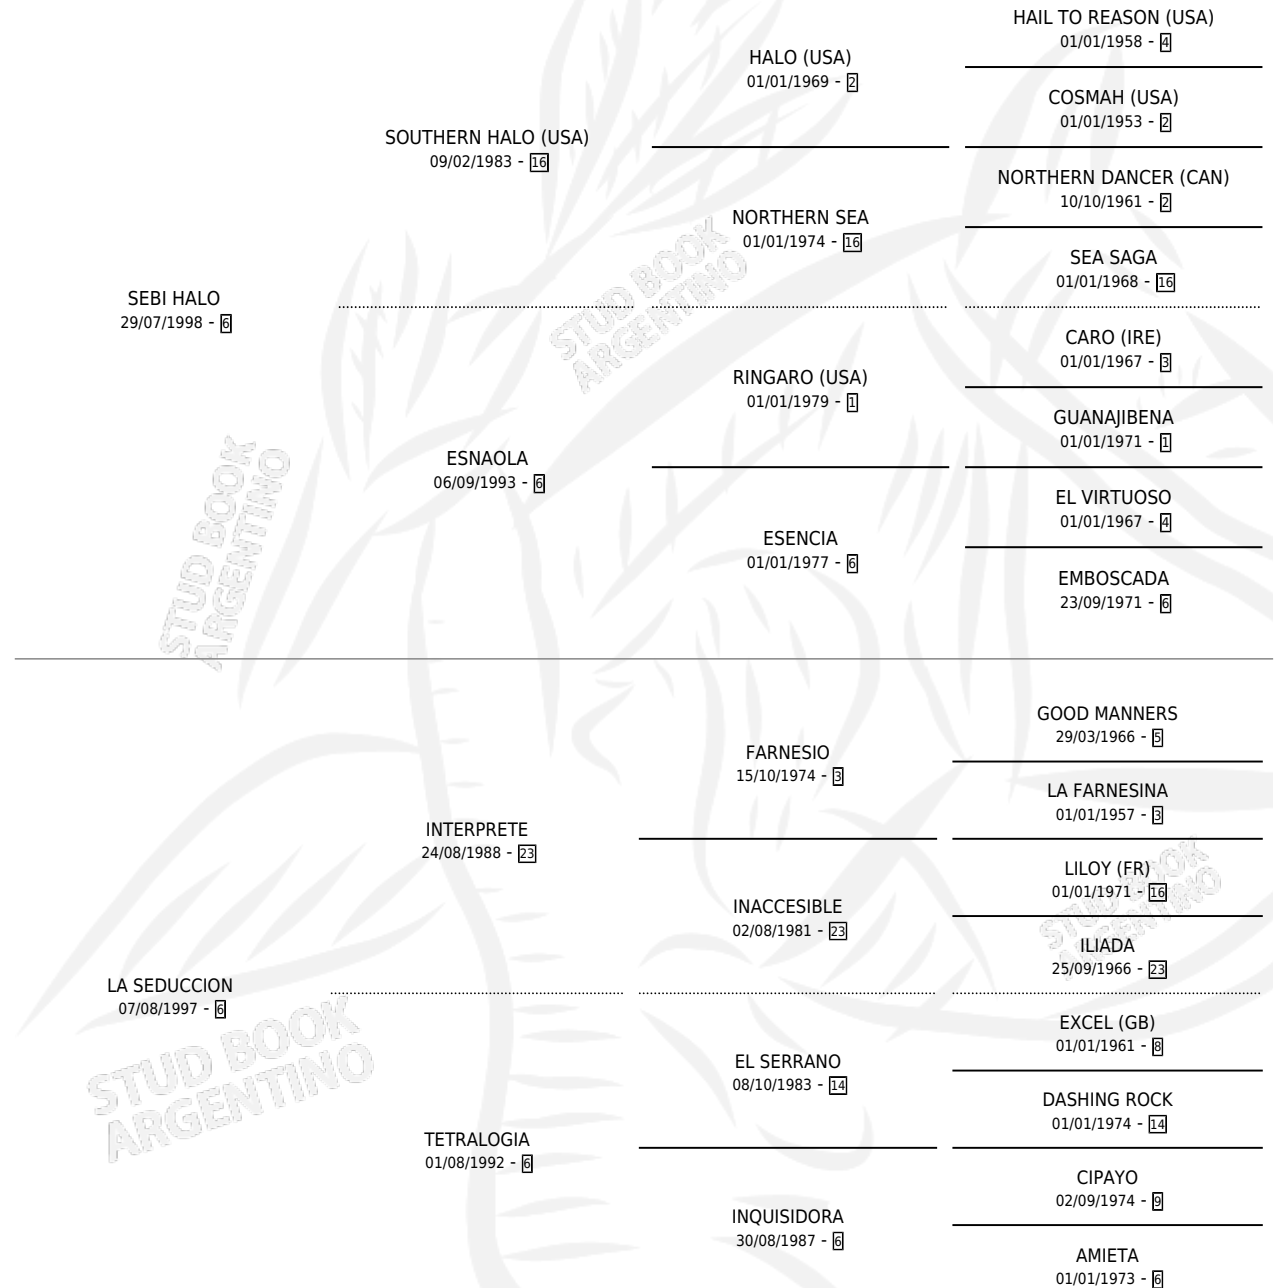 HAIL TO REASON (USA)
01/01/1958 - 4
HALO (USA)
01/01/1969 - 2
COSMAH (USA)
01/01/1953 - 2
SOUTHERN HALO (USA)
09/02/1983 - 16
NORTHERN DANCER (CAN)
10/10/1961 - 2
NORTHERN SEA
01/01/1974 - 16
SEA SAGA
01/01/1968 - 16
SEBI HALO
29/07/1998 - 6
CARO (IRE)
01/01/1967 - 3
RINGARO (USA)
01/01/1979 - 1
GUANAJIBENA
01/01/1971 - 1
ESNAOLA
06/09/1993 - 6
EL VIRTUOSO
01/01/1967 - 4
ESENCIA
01/01/1977 - 6
EMBOSCADA
23/09/1971 - 6
GOOD MANNERS
29/03/1966 - 5
FARNESIO
15/10/1974 - 3
LA FARNESINA
01/01/1957 - 3
INTERPRETE
24/08/1988 - 23
LILOY (FR)
01/01/1971 - 16
INACCESIBLE
02/08/1981 - 23
ILIADA
25/09/1966 - 23
LA SEDUCCION
07/08/1997 - 6
EXCEL (GB)
01/01/1961 - 8
EL SERRANO
08/10/1983 - 14
DASHING ROCK
01/01/1974 - 14
TETRALOGIA
01/08/1992 - 6
CIPAYO
02/09/1974 - 9
INQUISIDORA
30/08/1987 - 6
AMIETA
01/01/1973 - 6
STUD BOOK
ARGENTINO
STUD BOOK
ARGENTINO
STUD BOOK
ARGENTINO
STUD BOOK
ARGENTINO